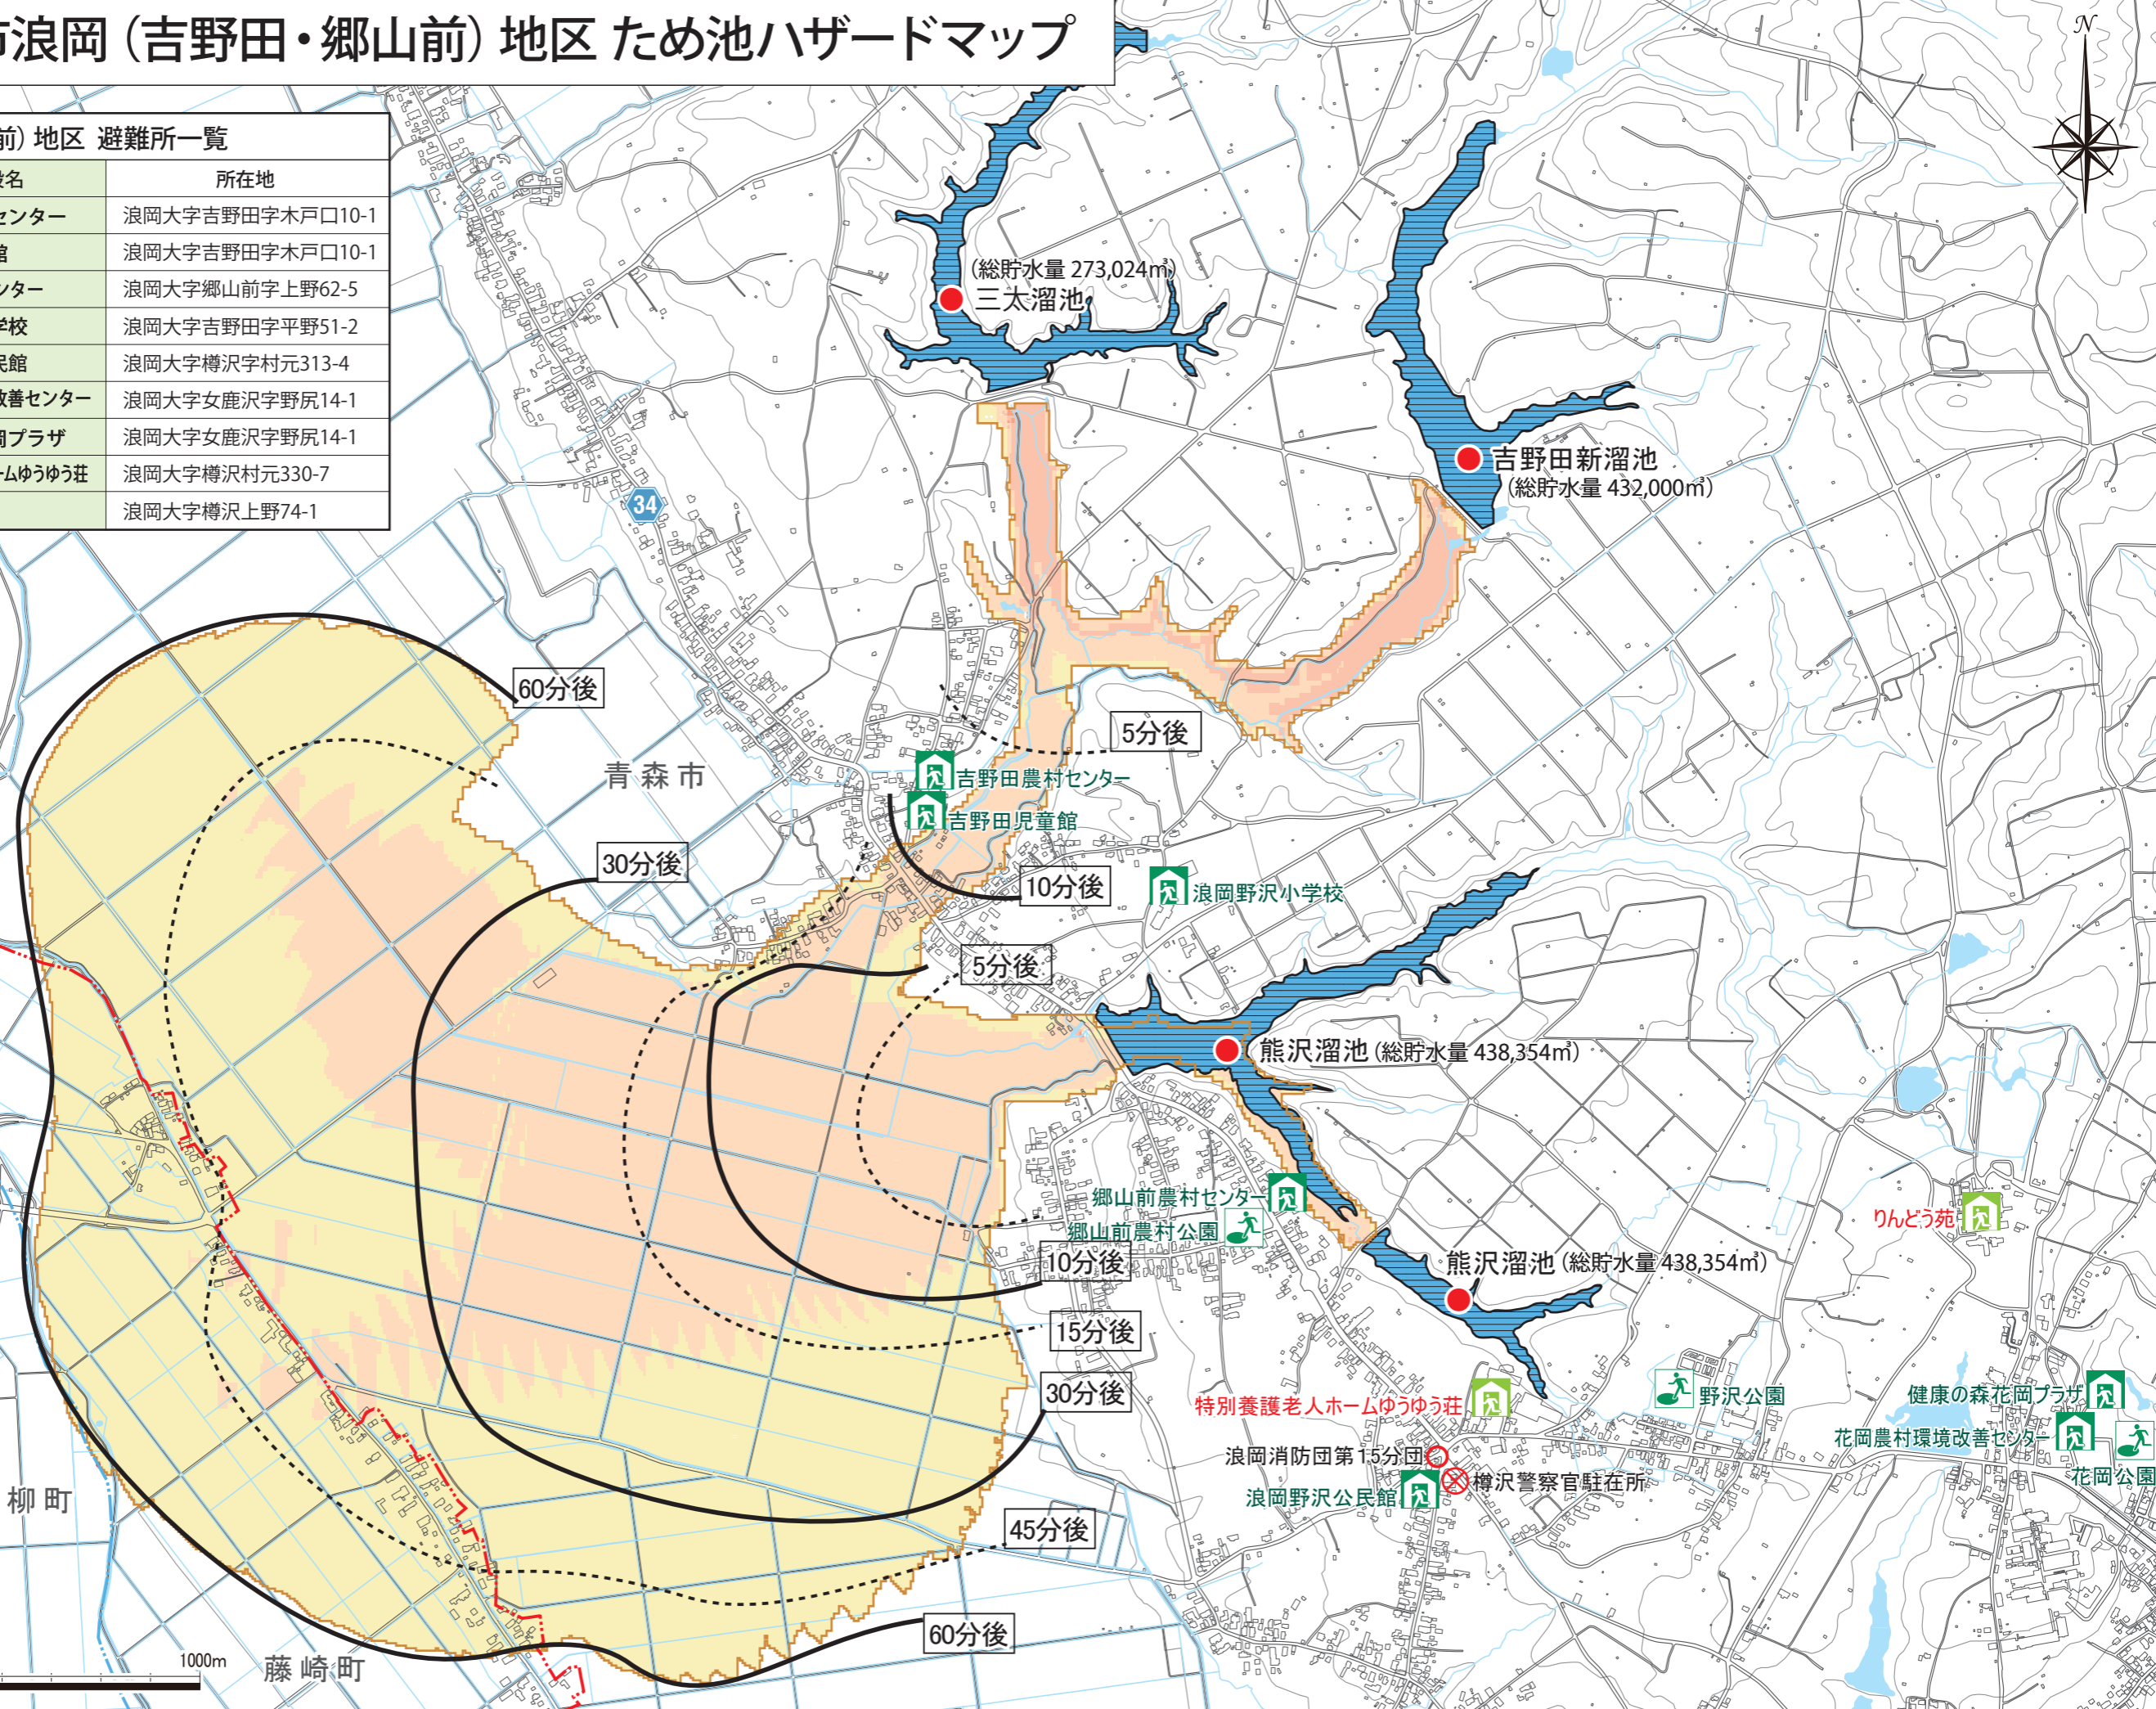 市浪岡（吉野田・郷山前）地区 ため池ハザードマップ
前）地区 避難所一覧
設名 所在地
センター 浪岡大字吉野田字木戸口10-1
館 浪岡大字吉野田字木戸口10-1
ンター 浪岡大字郷山前字上野62-5
学校 浪岡大字吉野田字平野51-2
民館 浪岡大字樽沢字村元313-4
改善センター 浪岡大字女鹿沢字野尻14-1
岡プラザ 浪岡大字女鹿沢字野尻14-1
ームゆうゆう荘 浪岡大字樽沢村元330-7
浪岡大字樽沢上野74-1
N
(総貯水量 273,024㎥)
三太溜池
吉野田新溜池
(総貯水量 432,000㎥)
34
60分後
5分後
青森市
吉野田農村センター
吉野田児童館
30分後
10分後
浪岡野沢小学校
5分後
熊沢溜池 (総貯水量 438,354㎥)
郷山前農村センター
郷山前農村公園
りんどう苑
10分後
熊沢溜池 (総貯水量 438,354㎥)
15分後
30分後
特別養護老人ホームゆうゆう荘
野沢公園
健康の森花岡プラザ
花岡農村環境改善センター
浪岡消防団第15分団
樽沢警察官駐在所
花岡公園
浪岡野沢公民館
柳町
45分後
60分後
1000m
藤崎町